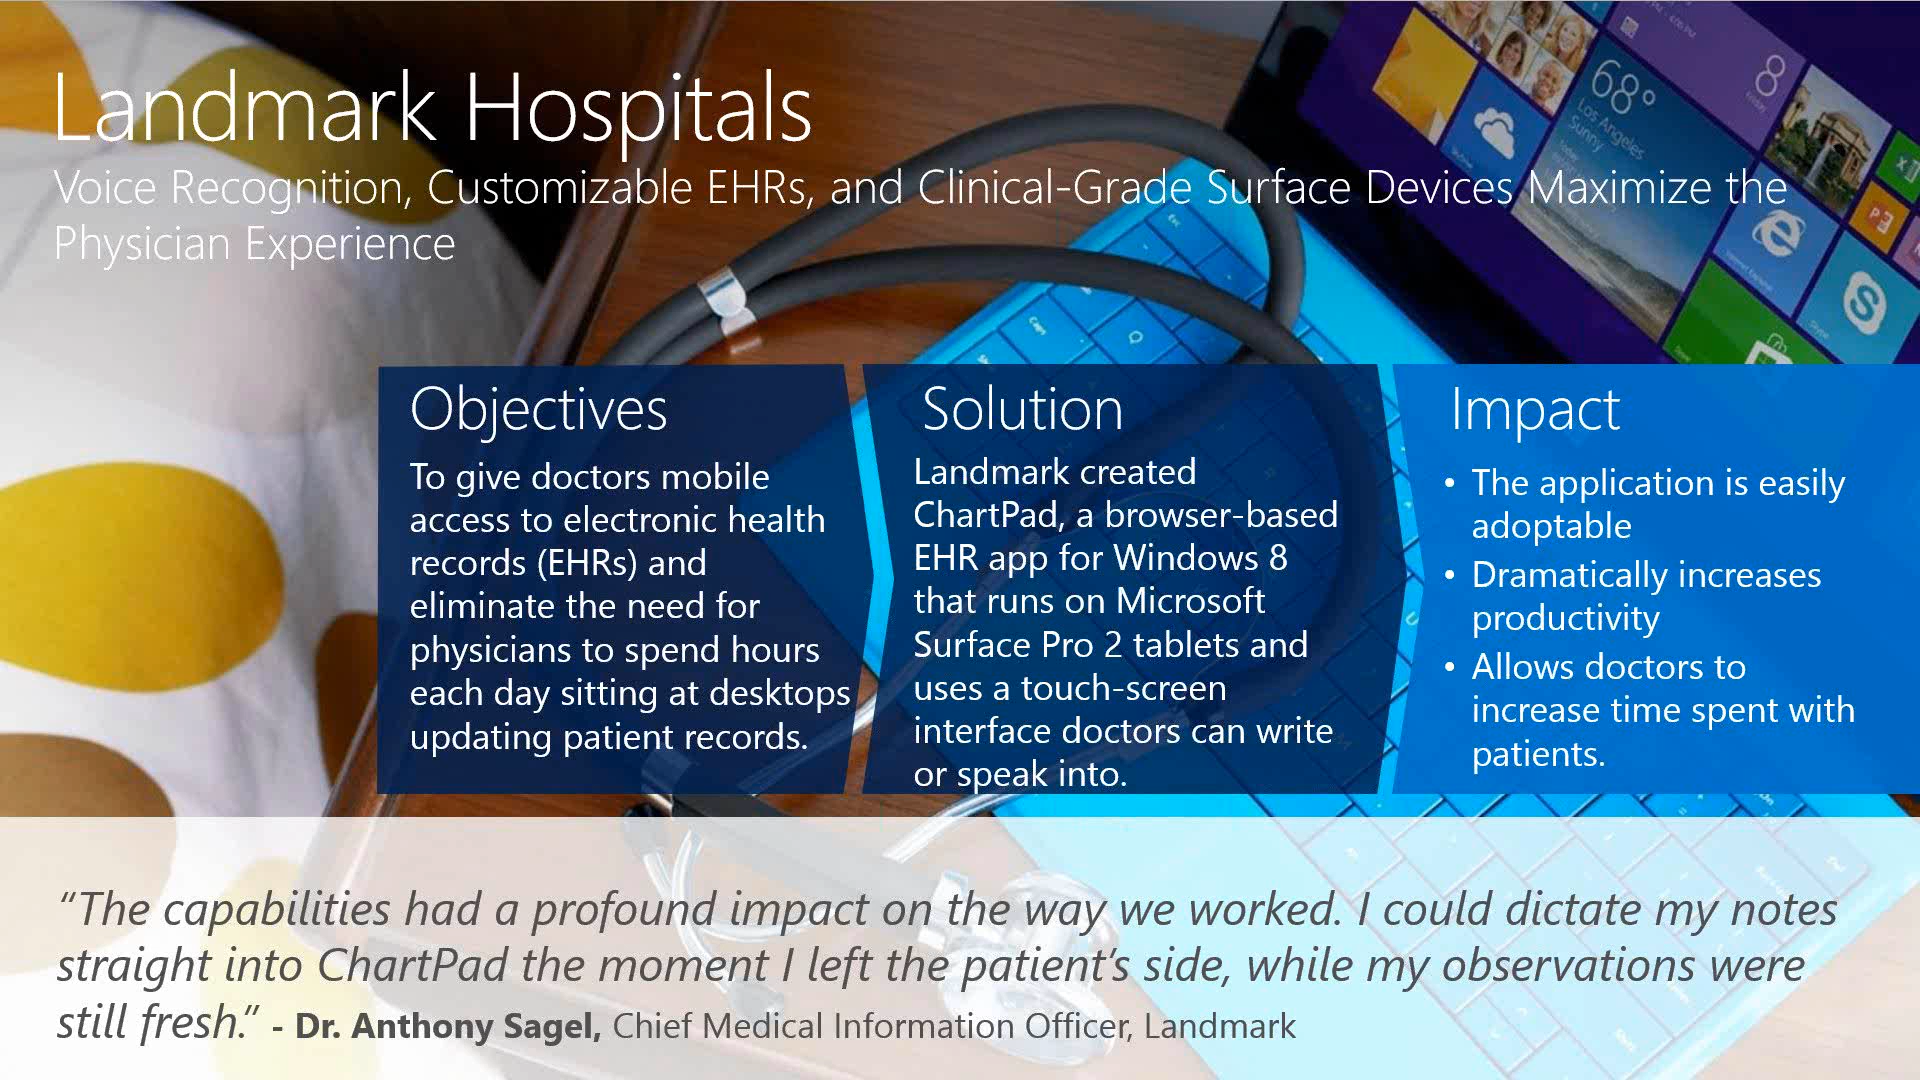 Landmark Hospitals
Voice Recognition, Customizable EHRs, and Clinical-Grade Surface Devices Maximize the
Physician Experience
Objectives
To give doctors mobile
access to electronic health
records (EHRs) and
eliminate the need for
physicians to spend hours
each day sitting at desktops
updating patient records.
Solution
Landmark created
ChartPad, a browser-based
EHR app for Windows 8
that runs on Microsoft
Surface Pro 2 tablets and
uses a touch-screen
interface doctors can write
or speak into.
Impact
• The application is easily
adoptable
• Dramatically increases
productivity
• Allows doctors to
increase time spent with
patients.
“The capabilities had a profound impact on the way we worked. I could dictate my notes
straight into ChartPad the moment I left the patient’s side, while my observations were
still fresh.” - Dr. Anthony Sagel, Chief Medical Information Officer, Landmark
68°
Los Angeles
Sunny
8
Friday
Internet Explorer
Skype
Esc
Caps
Q